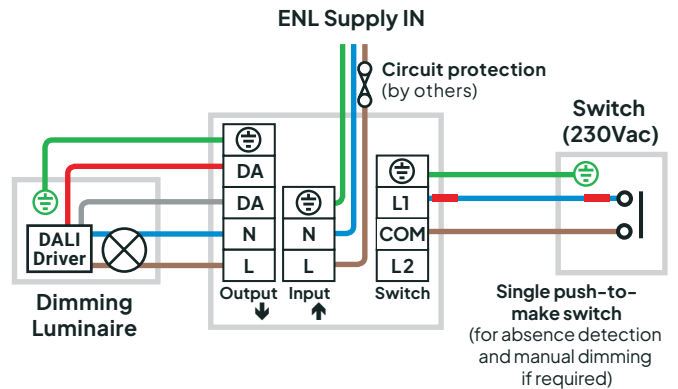 ENL Supply IN
Circuit protection
(by others)
Switch
(230Vac)
DA
DA
N
L
N
L
L1
COM
L2
Output
Input
Switch
DALI
Driver
Dimming
Luminaire
Single push-to-
make switch
(for absence detection
and manual dimming
if required)